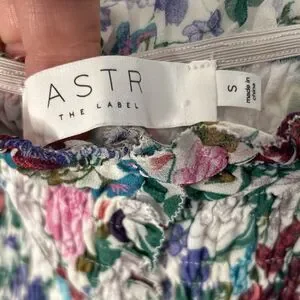 ASTR
THE LABEL
S
made in
china